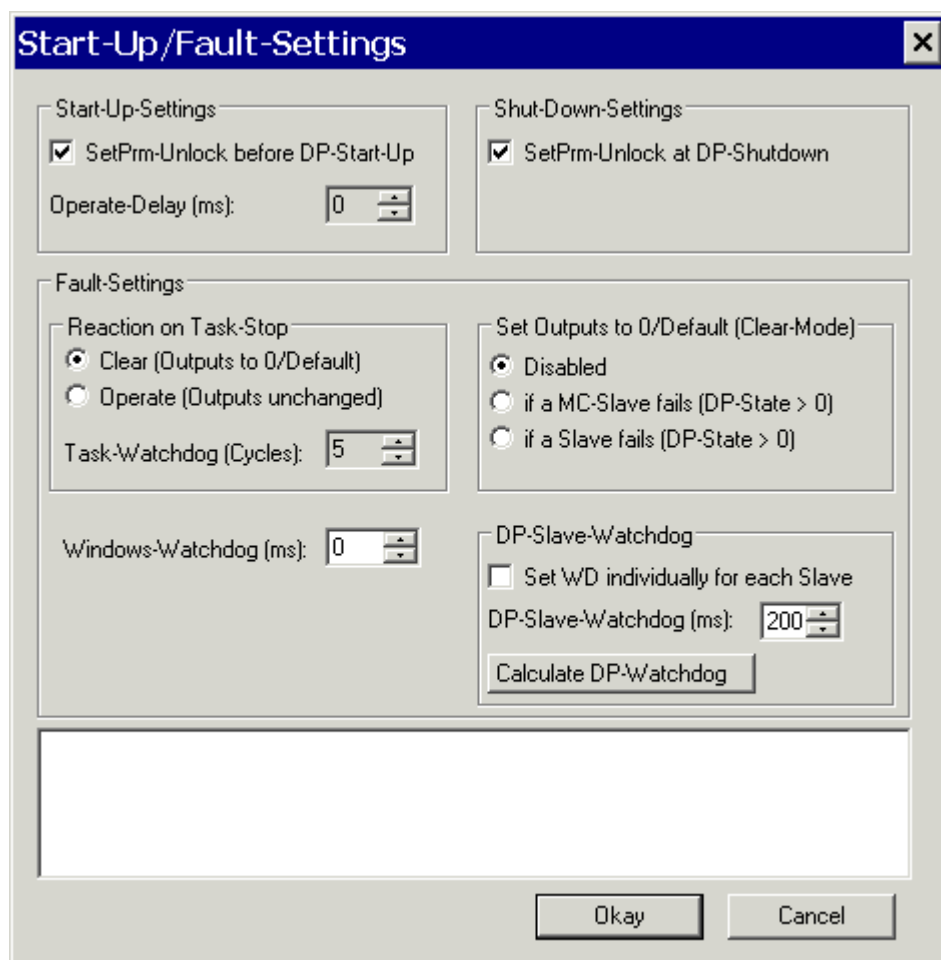 Start-Up/Fault-Settings
Start-Up-Settings
SetPrm-Unlock before DP-Start-Up
Operate-Delay (ms): 0
Shut-Down-Settings
SetPrm-Unlock at DP-Shutdown
Fault-Settings
Reaction on Task-Stop
Clear (Outputs to 0/Default)
Operate (Outputs unchanged)
Task-Watchdog (Cycles): 5
Set Outputs to 0/Default (Clear-Mode)
Disabled
if a MC-Slave fails (DP-State > 0)
if a Slave fails (DP-State > 0)
Windows-Watchdog (ms): 0
DP-Slave-Watchdog
Set WD individually for each Slave
DP-Slave-Watchdog (ms): 200
Calculate DP-Watchdog
Okay
Cancel